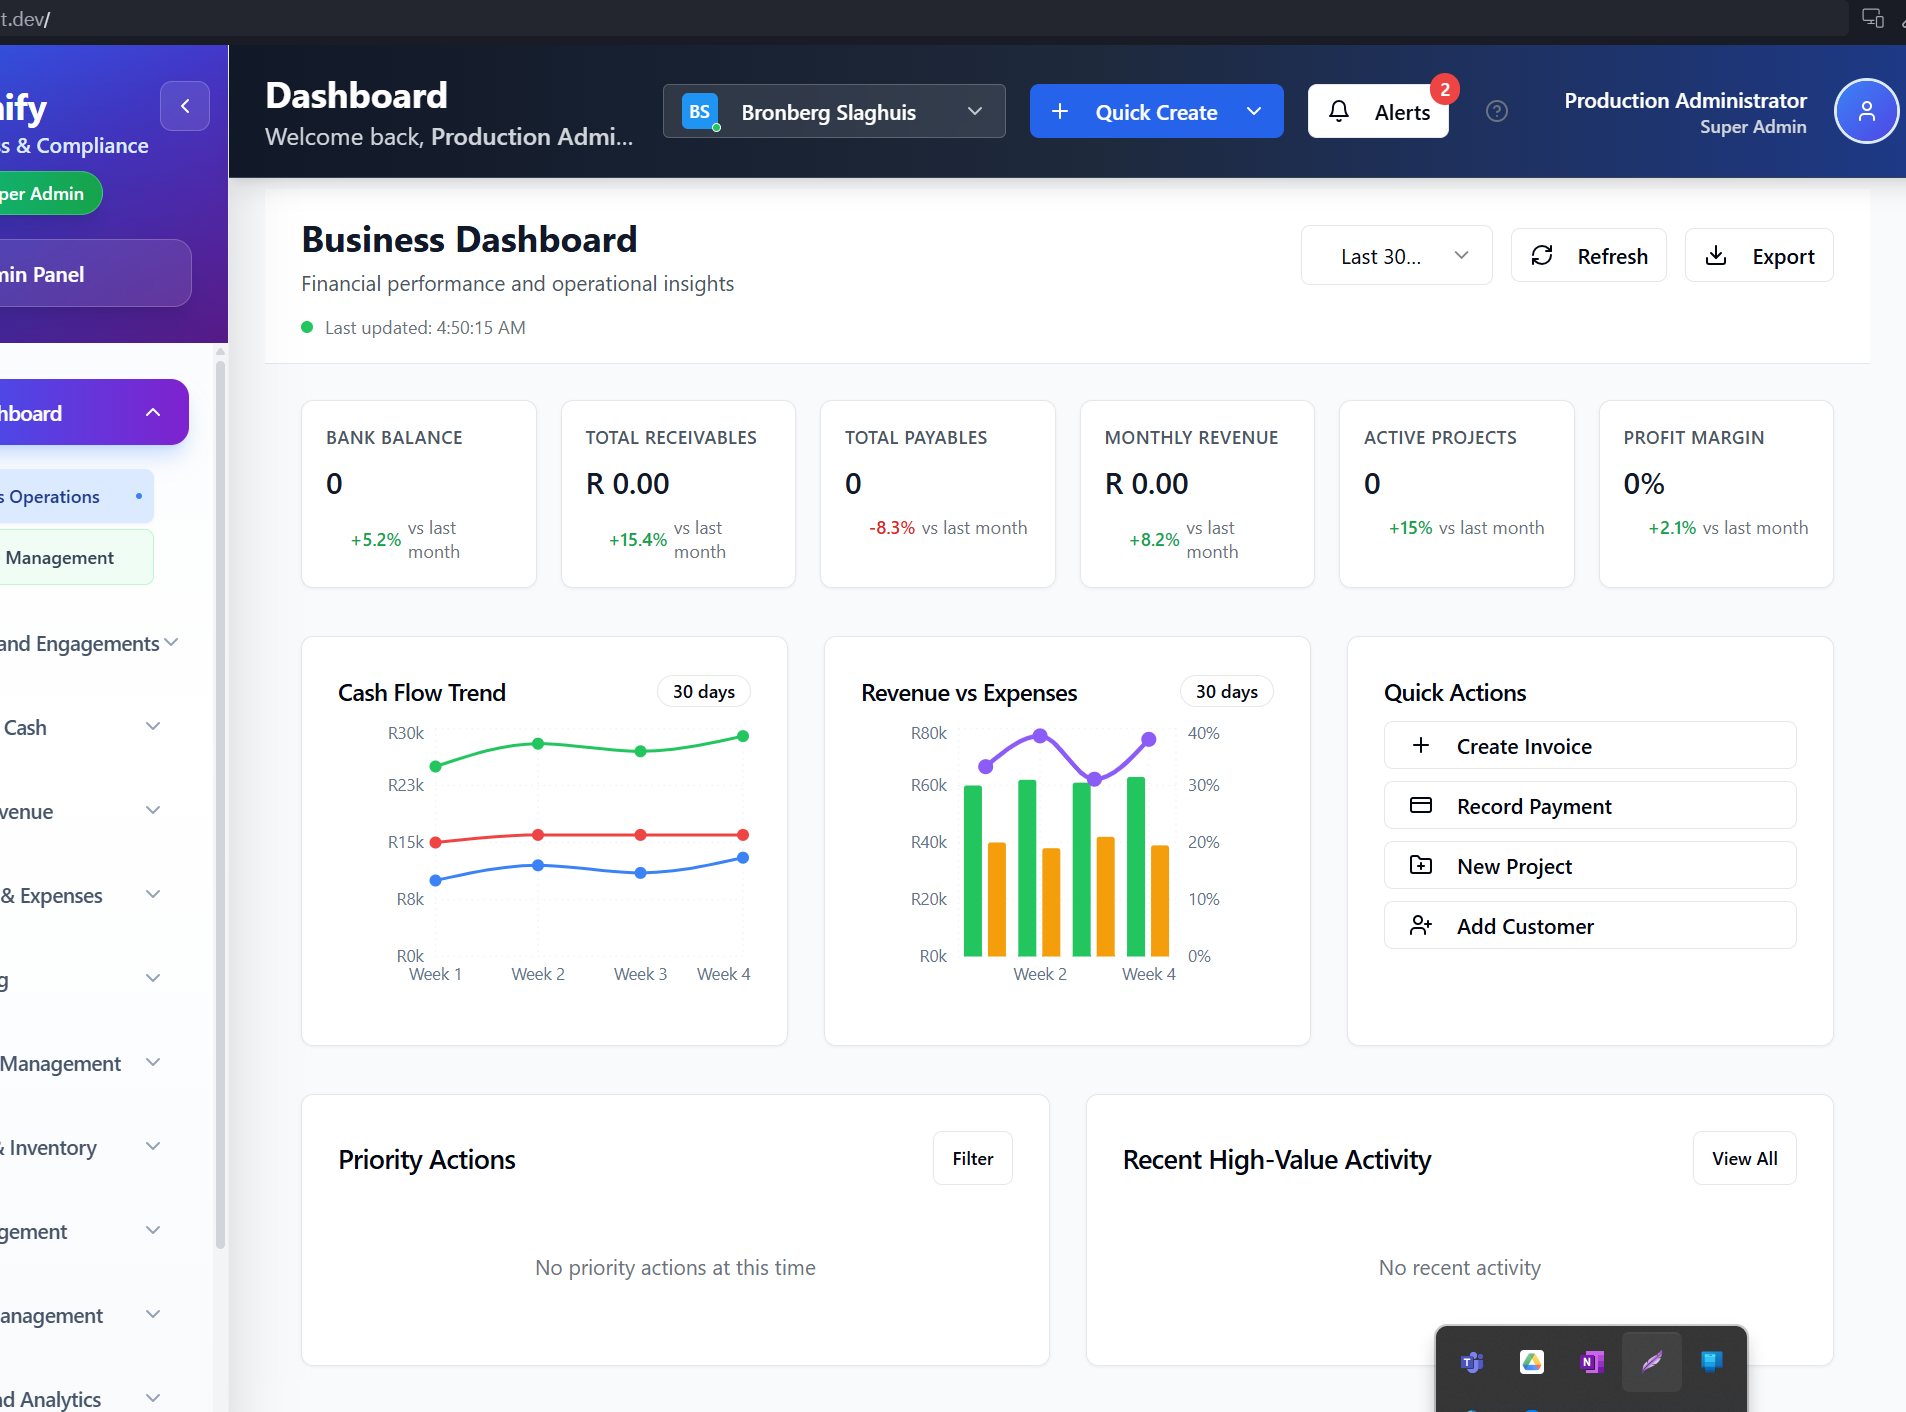 t.dev/
ify
s & Compliance
per Admin
min Panel
hboard
s Operations
Management
and Engagements
Cash
venue
& Expenses
g
Management
& Inventory
gement
anagement
nd Analytics
Dashboard
Welcome back, Production Admi...
BS
Bronberg Slaghuis
Quick Create
Alerts
2
Production Administrator
Super Admin
Business Dashboard
Financial performance and operational insights
Last updated: 4:50:15 AM
Last 30...
Refresh
Export
BANK BALANCE
0
+5.2% vs last month
TOTAL RECEIVABLES
R 0.00
+15.4% vs last month
TOTAL PAYABLES
0
-8.3% vs last month
MONTHLY REVENUE
R 0.00
+8.2% vs last month
ACTIVE PROJECTS
0
+15% vs last month
PROFIT MARGIN
0%
+2.1% vs last month
Cash Flow Trend
30 days
R30k
R23k
R15k
R8k
R0k
Week 1
Week 2
Week 3
Week 4
Revenue vs Expenses
30 days
R80k
R60k
R40k
R20k
R0k
40%
30%
20%
10%
0%
Week 2
Week 4
Quick Actions
Create Invoice
Record Payment
New Project
Add Customer
Priority Actions
Filter
No priority actions at this time
Recent High-Value Activity
View All
No recent activity